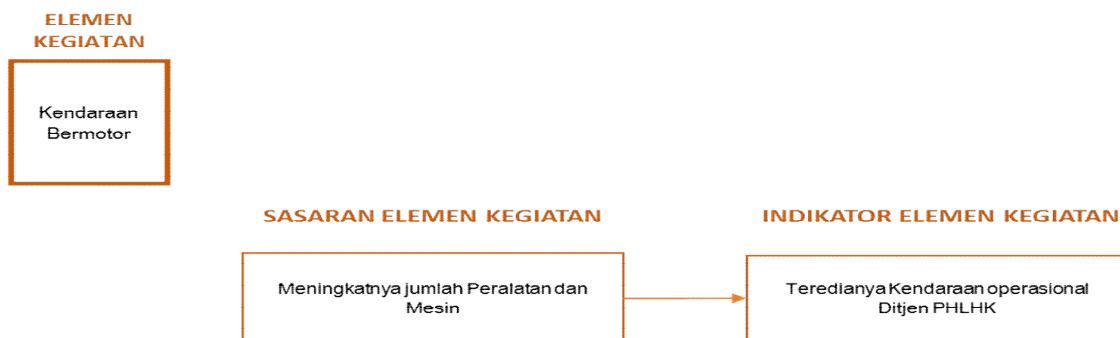 ELEMEN
KEGIATAN
Kendaraan
Bermotor
SASARAN ELEMEN KEGIATAN
INDIKATOR ELEMEN KEGIATAN
Meningkatnya jumlah Peralatan dan
Mesin
Teredianya Kendaraan operasional
Ditjen PHLHK